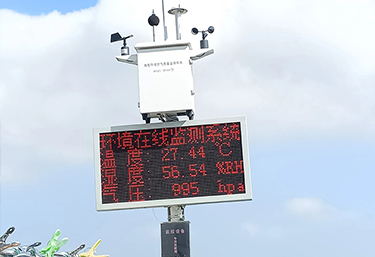 环境在线监测系统
温 度: 27.44 ℃
湿 度: 56.54 %RH
气 压: 995 hpa